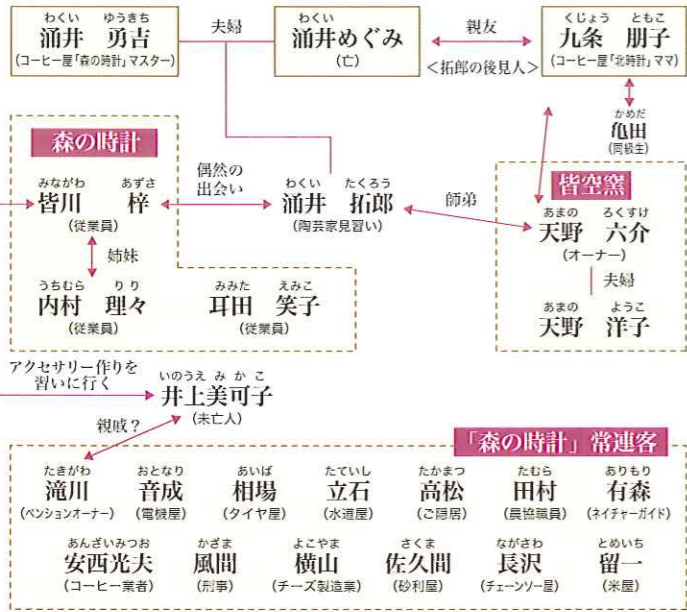 わくい ゆうきち
涌井 勇吉
(コーヒー屋「森の時計」マスター)
夫婦
わくい
涌井めぐみ
(亡)
親友
<拓郎の後見人>
くじょう ともこ
九条 朋子
(コーヒー屋「北時計」ママ)
かめだ
亀田
(同級生)
森の時計
みながわ あずさ
皆川 梓
(従業員)
姉妹
うちむら りり
内村 理々
(従業員)
みみた えみこ
耳田 笑子
(従業員)
偶然の
出会い
わくい たくろう
涌井 拓郎
(陶芸家見習い)
師弟
皆空窯
あまの ろくすけ
天野 六介
(オーナー)
夫婦
あまの ようこ
天野 洋子
アクセサリー作りを
習いに行く
いのうえ みかこ
井上美可子
(未亡人)
親戚?
「森の時計」常連客
たきがわ おとなり あいば たていし たかまつ たむら ありもり
滝川 音成 相場 立石 高松 田村 有森
(ペンションオーナー) (電機屋) (タイヤ屋) (水道屋) (ご隠居) (農協職員) (ネイチャーガイド)
あんざいみつお かざま よこやま さくま ながさわ とめいち
安西光夫 風間 横山 佐久間 長沢 留一
(コーヒー業者) (刑事) (チーズ製造業) (砂利屋) (チェーンソー屋) (米屋)